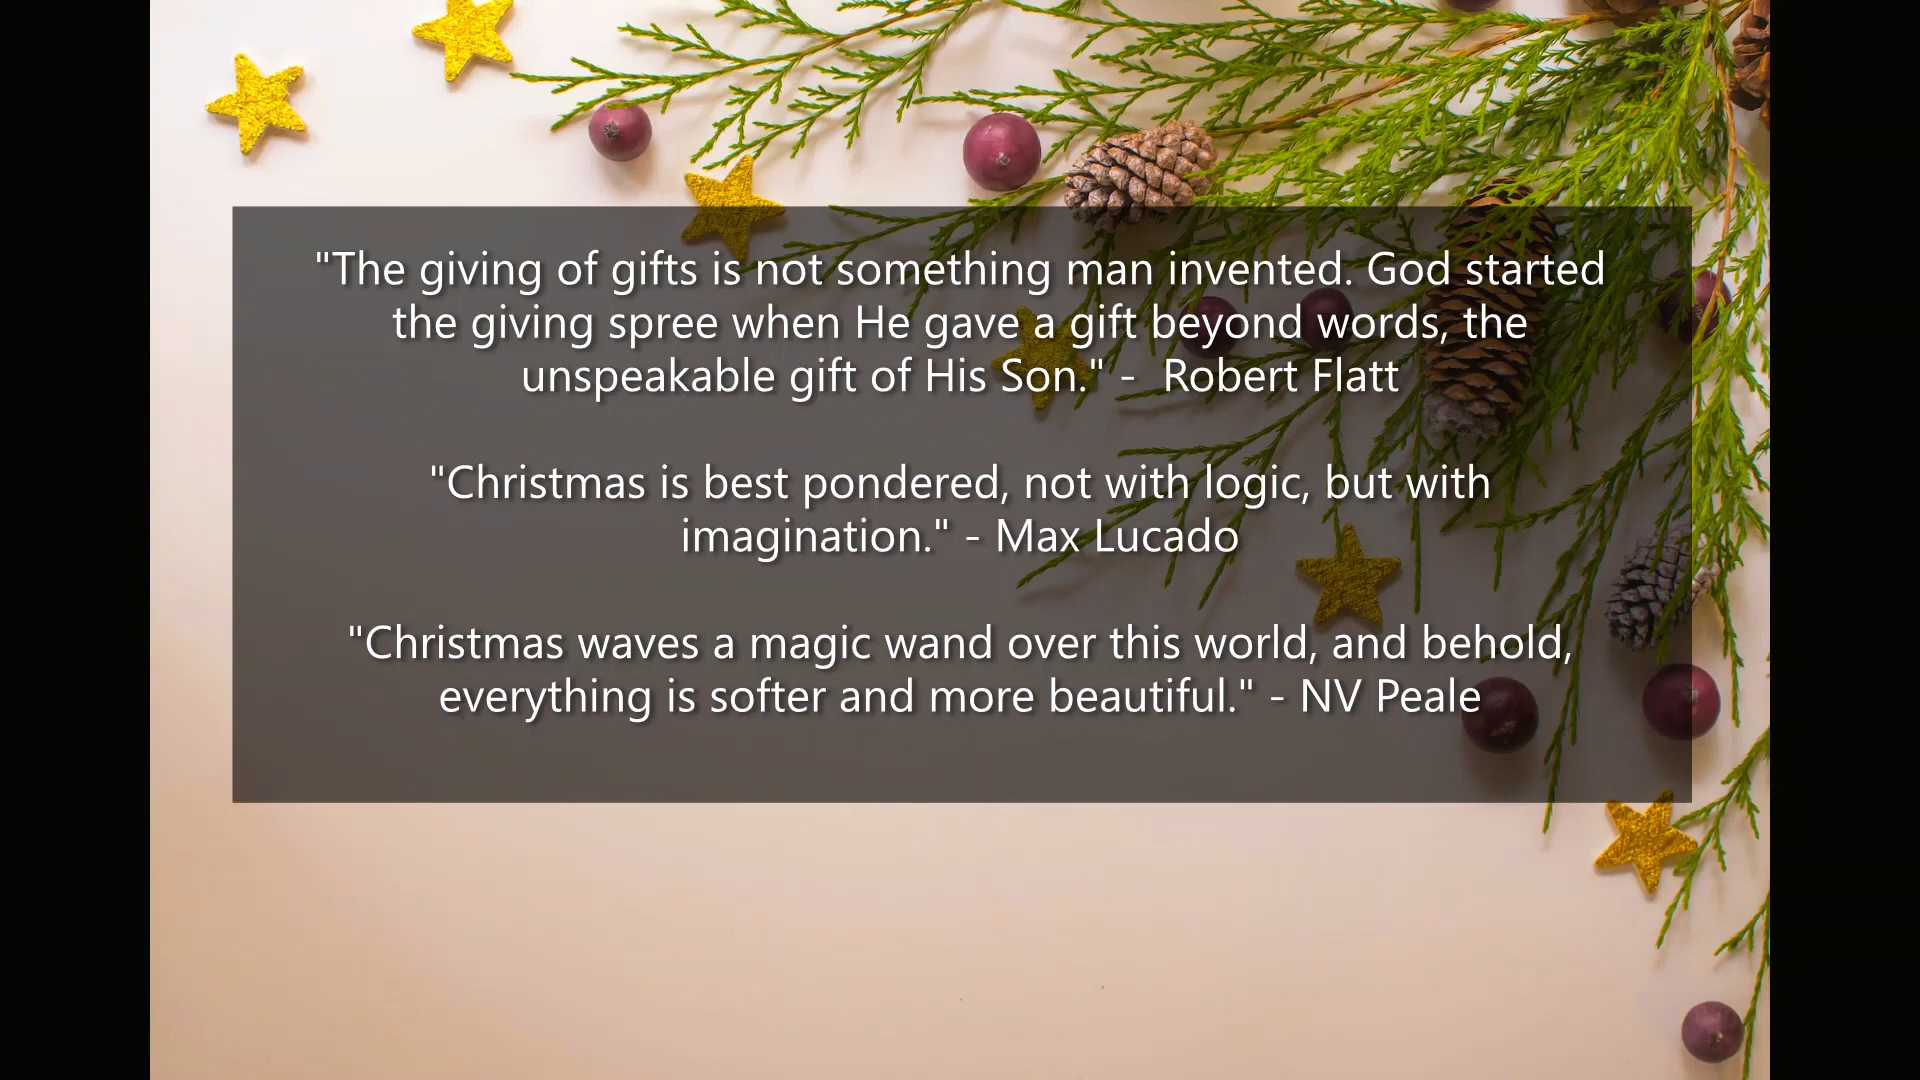 "The giving of gifts is not something man invented. God started
the giving spree when He gave a gift beyond words, the
unspeakable gift of His Son." -  Robert Flatt
"Christmas is best pondered, not with logic, but with
imagination." - Max Lucado
"Christmas waves a magic wand over this world, and behold,
everything is softer and more beautiful." - NV Peale